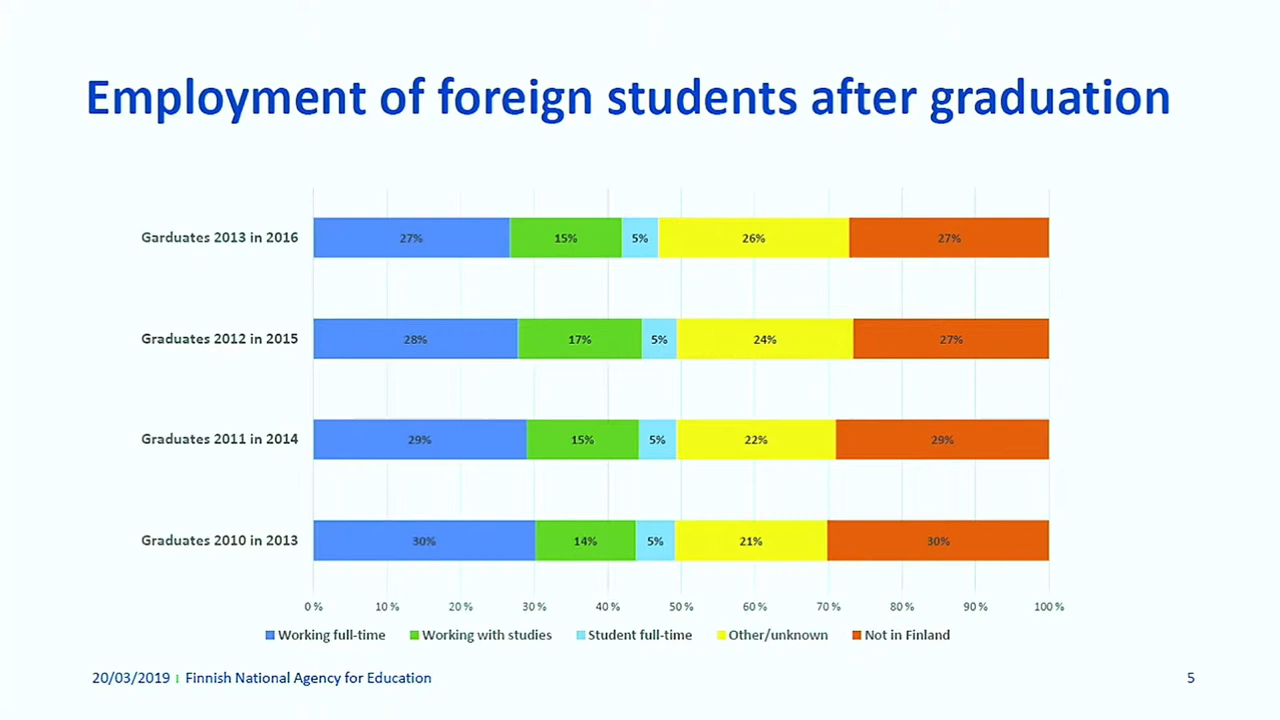 Employment of foreign students after graduation
Garduates 2013 in 2016 27% 15% 5% 26% 27%
Graduates 2012 in 2015 28% 17% 5% 24% 27%
Graduates 2011 in 2014 29% 15% 5% 22% 29%
Graduates 2010 in 2013 30% 14% 5% 21% 30%
0 % 10 % 20 % 30 % 40 % 50 % 60 % 70 % 80 % 90 % 100 %
Working full-time Working with studies Student full-time Other/unknown Not in Finland
20/03/2019 I Finnish National Agency for Education 5